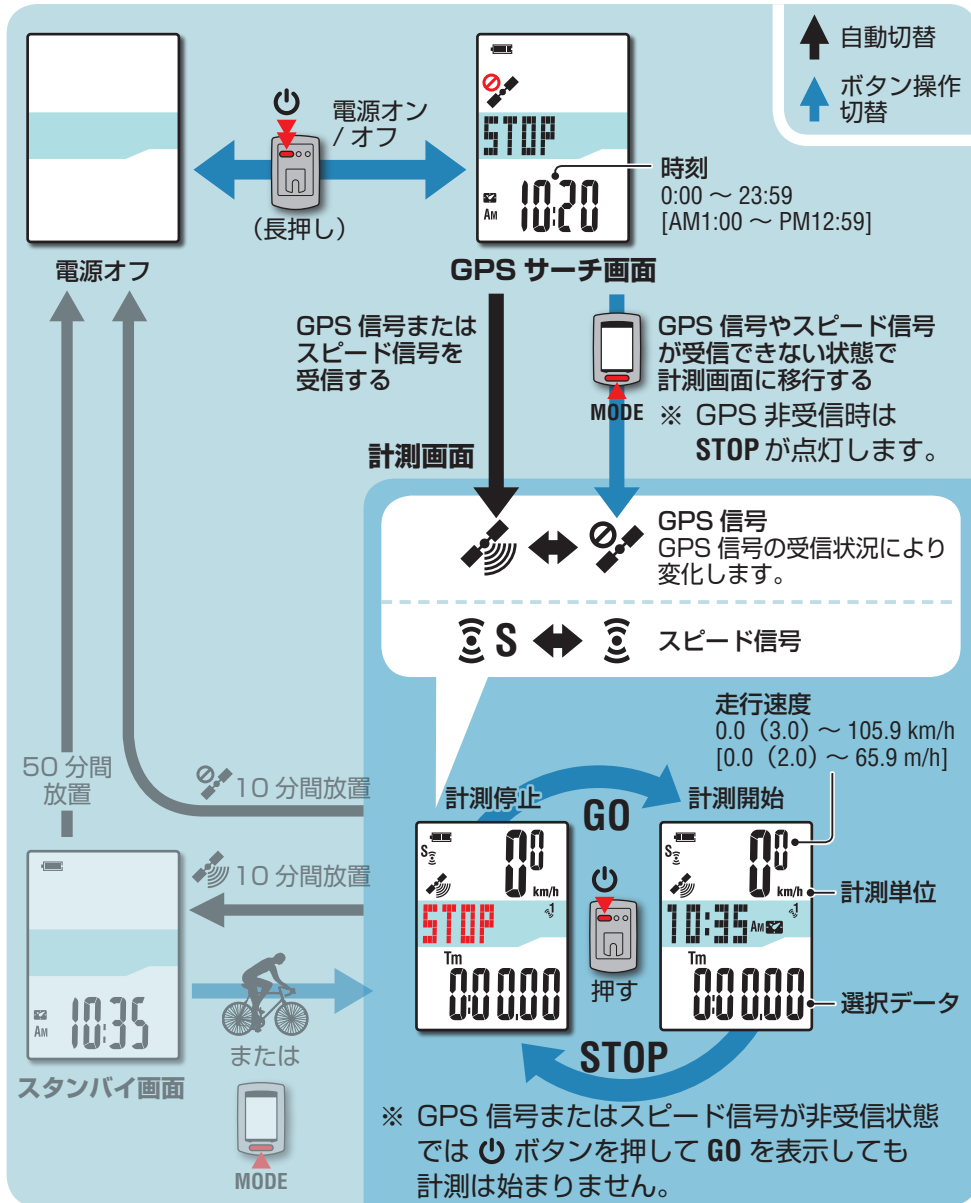 自動切替
ボタン操作
切替
STOP
AM 10:20
電源オン
/ オフ
(長押し)
時刻
0:00 ～ 23:59
[AM1:00 ～ PM12:59]
電源オフ
GPS サーチ画面
GPS 信号または
スピード信号を
受信する
MODE
GPS 信号やスピード信号
が受信できない状態で
計測画面に移行する
※ GPS 非受信時は
STOP が点灯します。
計測画面
GPS 信号
GPS 信号の受信状況により
変化します。
S
スピード信号
走行速度
0.0（3.0）～ 105.9 km/h
[0.0（2.0）～ 65.9 m/h]
50 分間
放置
10 分間放置
10 分間放置
計測停止
GO
計測開始
S
00
km/h
STOP
1
Tm
0:00.00
押す
S
00
km/h
10:35 AM
1
Tm
0:00.00
計測単位
選択データ
STOP
AM 10:35
スタンバイ画面
または
MODE
※ GPS 信号またはスピード信号が非受信状態
では ボタンを押して GO を表示しても
計測は始まりません。